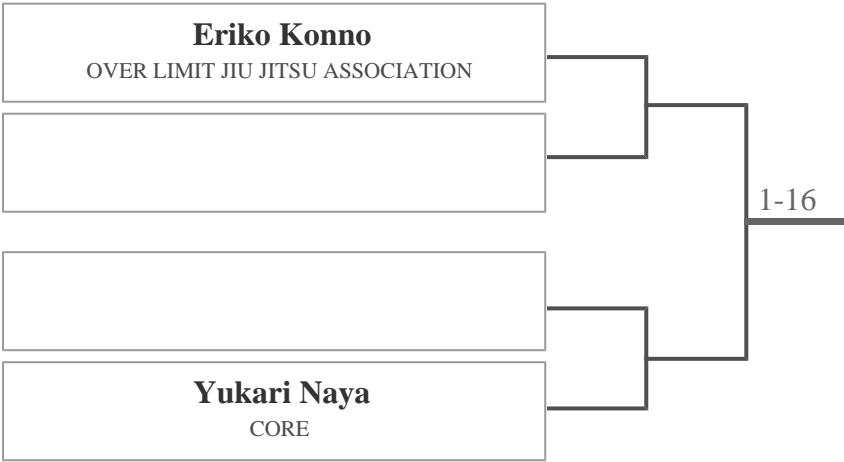 Eriko Konno
OVER LIMIT JIU JITSU ASSOCIATION
1-16
Yukari Naya
CORE